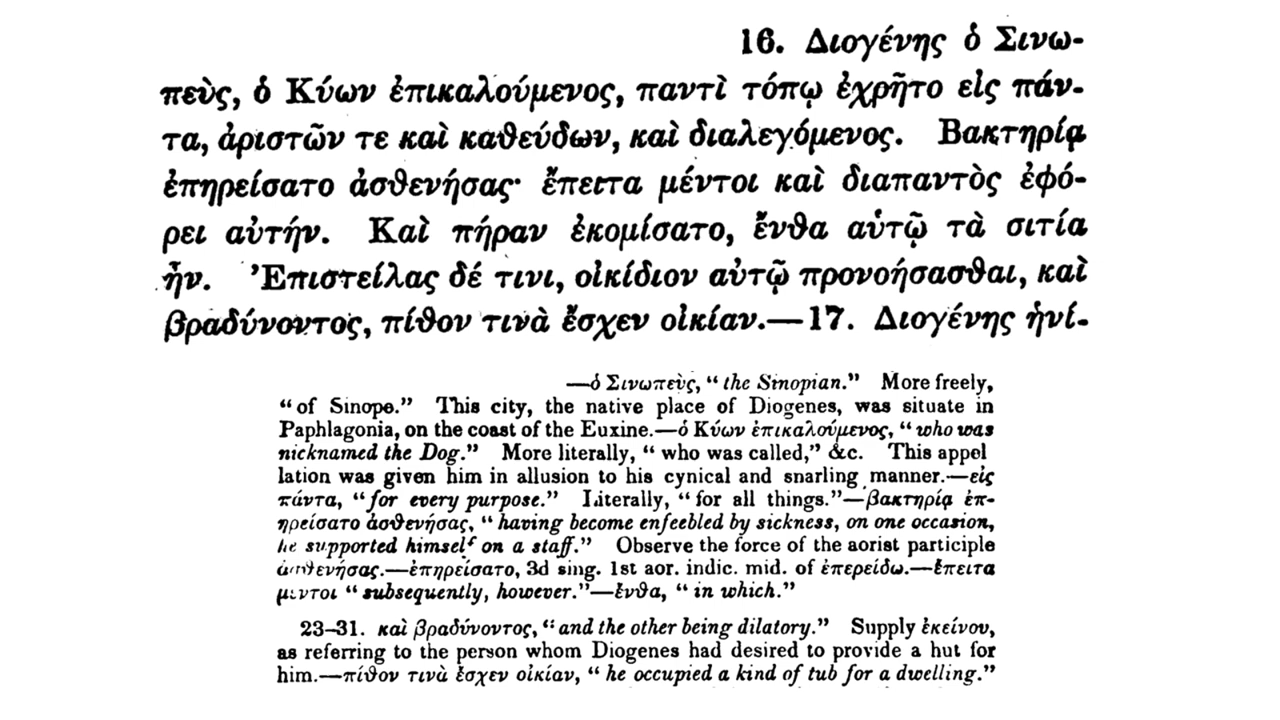 16. Διογένης ὁ Σινω-
πεὺς, ὁ Κύων ἐπικαλούμενος, παντὶ τόπῳ ἐχρῆτο εἰς πάν-
τα, ἀριστῶν τε καὶ καθεύδων, καὶ διαλεγόμενος. Βακτηρίᾳ
ἐπηρείσατο ἀσθενήσας· ἔπειτα μέντοι καὶ διαπαντὸς ἐφό-
ρει αὐτήν. Καὶ πήραν ἐκομίσατο, ἔνθα αὑτῷ τὰ σιτία
ἦν. Ἐπιστείλας δέ τινι, οἰκίδιον αὐτῷ προνοήσασθαι, καὶ
βραδύνοντος, πίθον τινὰ ἔσχεν οἰκίαν.—17. Διογένης ἡνί-
—ὁ Σινωπεὺς, “the Sinopian.” More freely,
“of Sinope.” This city, the native place of Diogenes, was situate in
Paphlagonia, on the coast of the Euxine.—ὁ Κύων ἐπικαλούμενος, “who was
nicknamed the Dog.” More literally, “who was called,” &c. This appel
lation was given him in allusion to his cynical and snarling manner.—εἰς
πάντα, “for every purpose.” Literally, “for all things.”—βακτηρίᾳ ἐπ-
ηρείσατο ἀσθενήσας, “having become enfeebled by sickness, on one occasion,
he supported himself on a staff.” Observe the force of the aorist participle
ἀσθενήσας.—ἐπηρείσατο, 3d sing. 1st aor. indic. mid. of ἐπερείδω.—ἔπειτα
μέντοι “subsequently, however.”—ἔνθα, “in which.”
23–31. καὶ βραδύνοντος, “and the other being dilatory.” Supply ἐκείνου,
as referring to the person whom Diogenes had desired to provide a hut for
him.—πίθον τινὰ ἔσχεν οἰκίαν, “he occupied a kind of tub for a dwelling.”